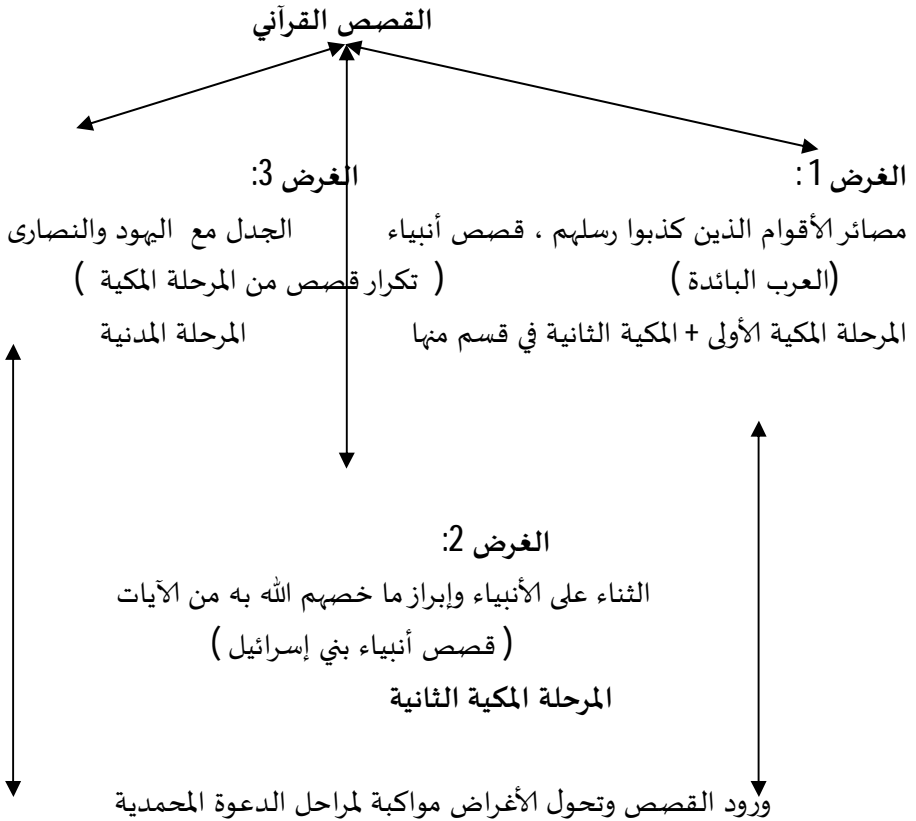 القصص القرآني
الغرض 1 :
مصائر الأقوام الذين كذبوا رسلهم ، قصص أنبياء
(العرب البائدة )
المرحلة المكية الأولى + المكية الثانية في قسم منها
الغرض 3:
الجدل مع اليهود والنصارى
( تكرار قصص من المرحلة المكية )
المرحلة المدنية
الغرض 2:
الثناء على الأنبياء وإبراز ما خصهم الله به من الآيات
( قصص أنبياء بني إسرائيل )
المرحلة المكية الثانية
ورود القصص وتحول الأغراض مواكبة لمراحل الدعوة المحمدية